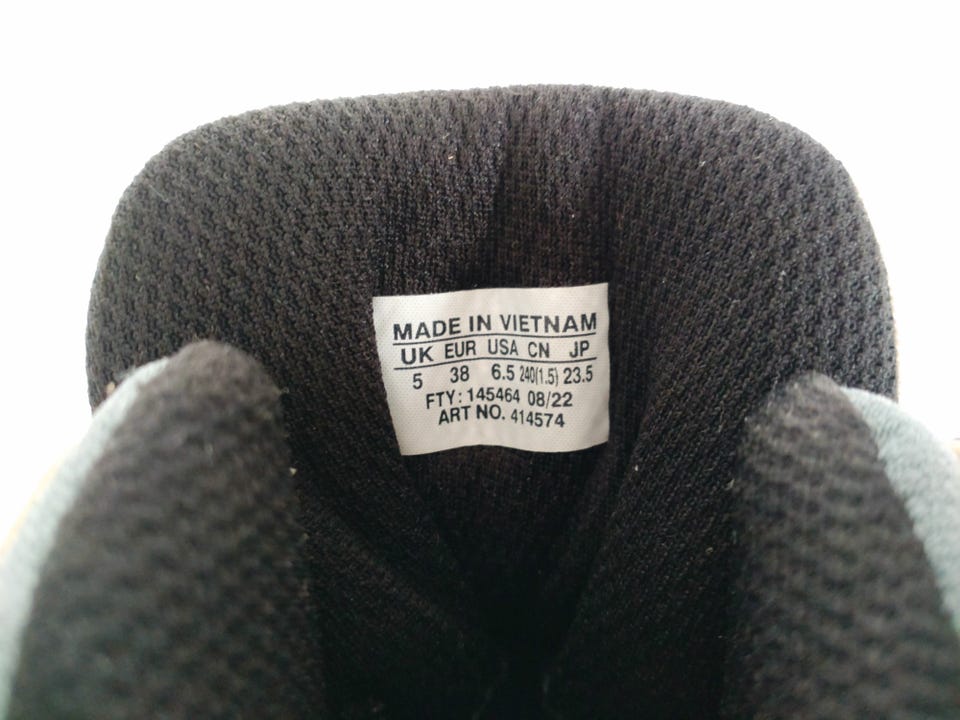 MADE IN VIETNAM
UK EUR USA CN JP
5 38 6.5 240(1.5) 23.5
FTY: 145464 08/22
ART NO. 414574